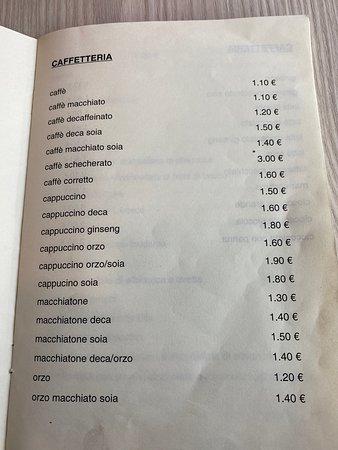 CAFFETTERIA
caffè 1.10 €
caffè macchiato 1.10 €
caffè decaffeinato 1.20 €
caffè deca soia 1.50 €
caffè macchiato soia 1.40 €
caffè schecherato 3.00 €
caffè corretto 1.60 €
cappuccino 1.50 €
cappuccino deca 1.60 €
cappuccino ginseng 1.80 €
cappuccino orzo 1.60 €
cappuccino orzo/soia 1.90 €
cappucino soia 1.80 €
macchiatone 1.30 €
macchiatone deca 1.40 €
macchiatone soia 1.50 €
macchiatone deca/orzo 1.40 €
orzo 1.20 €
orzo macchiato soia 1.40 €